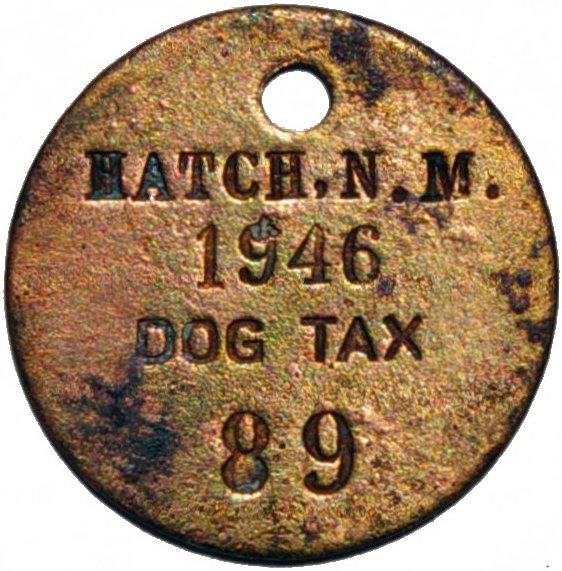 HATCH, N.M.
1946
DOG TAX
89